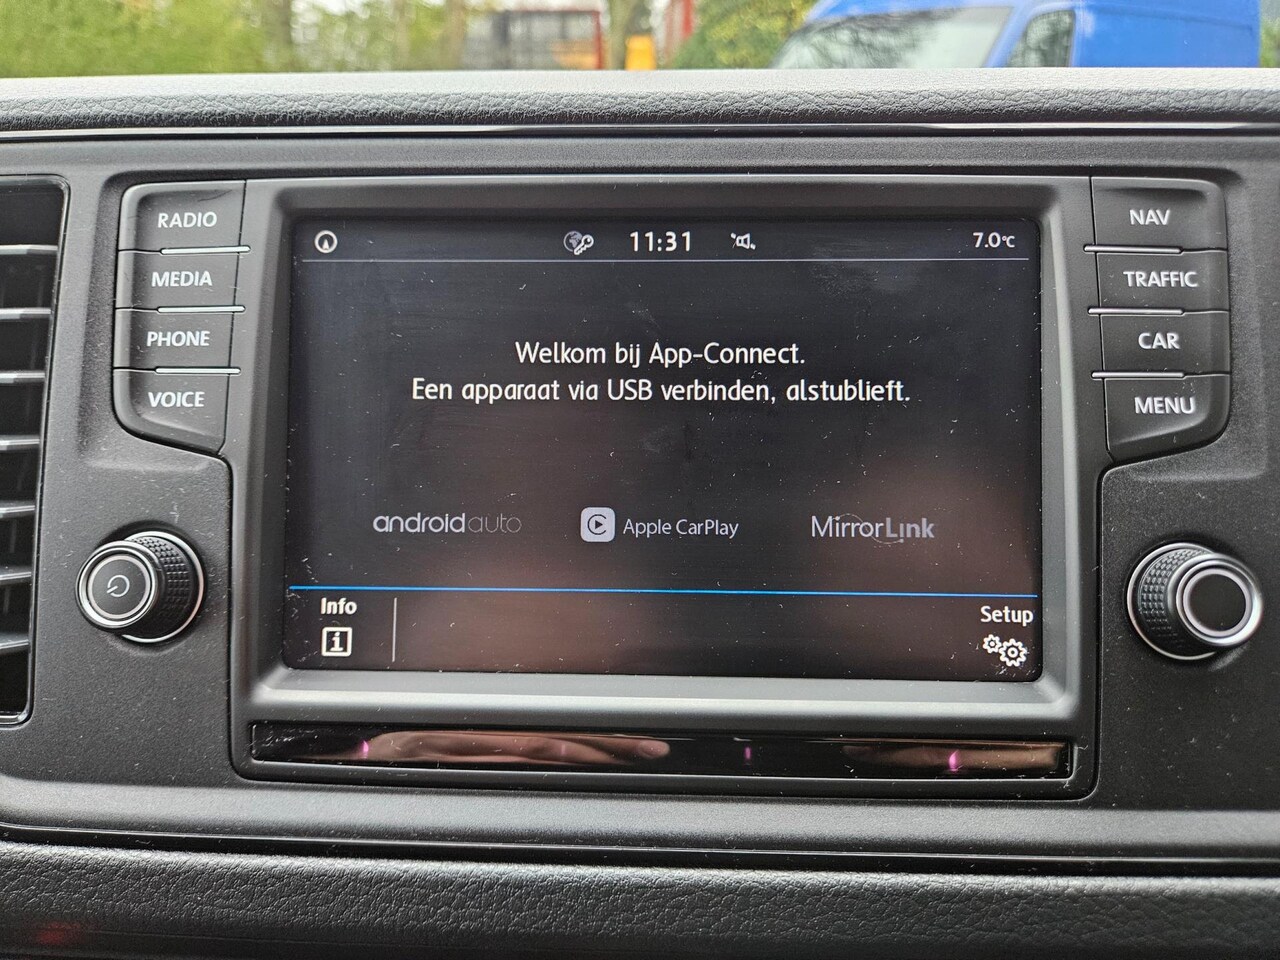 RADIO
MEDIA
PHONE
VOICE
11:31
7.0°C
Welkom bij App-Connect.
Een apparaat via USB verbinden, alstublieft.
androidauto
Apple CarPlay
MirrorLink
Info
Setup
NAV
TRAFFIC
CAR
MENU